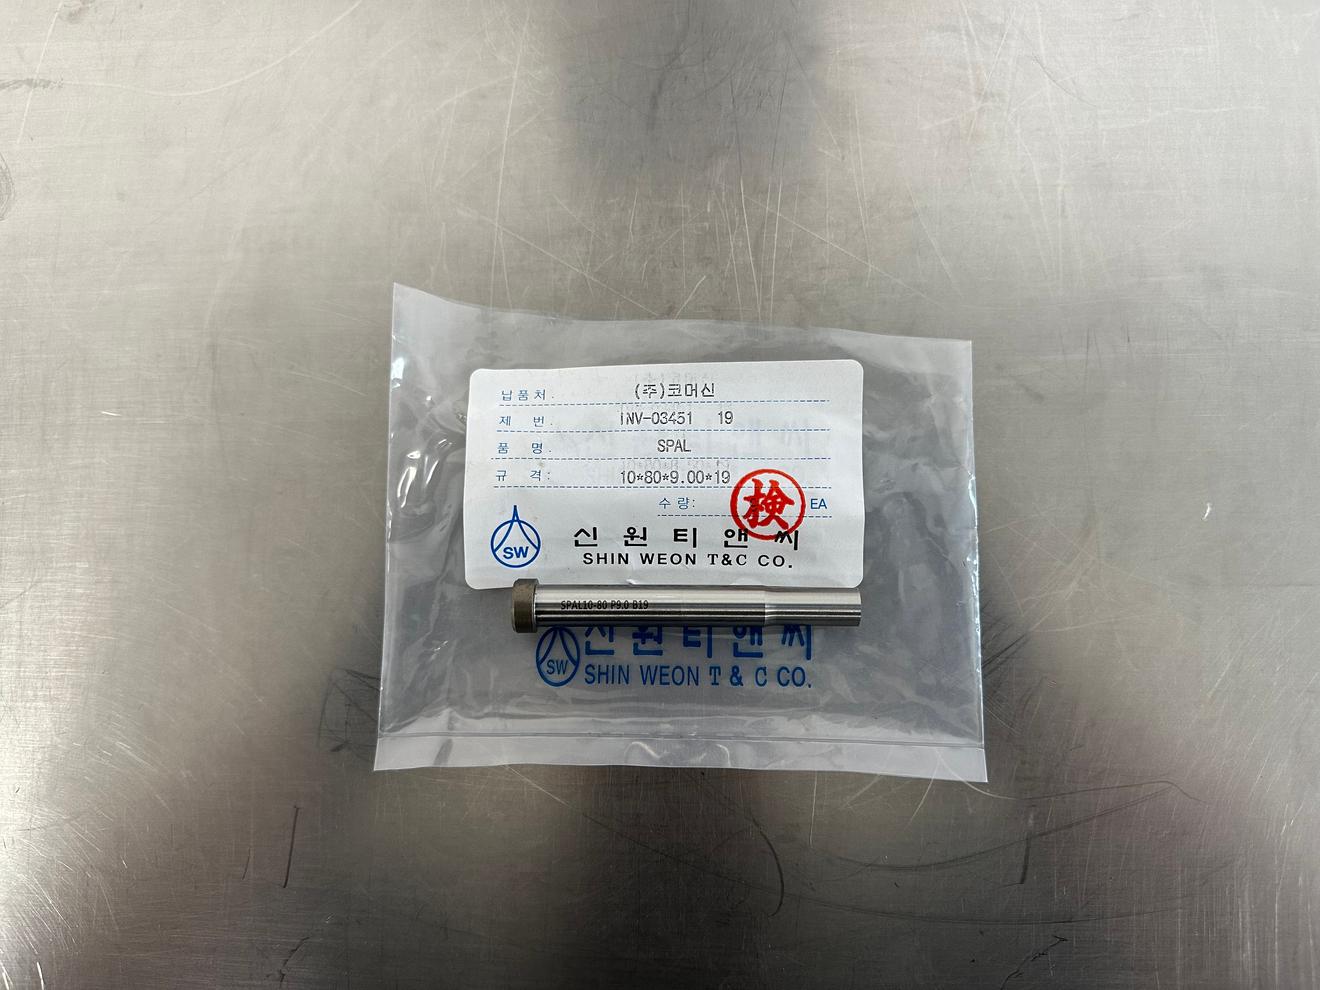 납품처. (주)코머신
제 번. INV-03451 19
품 명. SPAL
규 격: 10*80*9.00*19
수량: EA
検
SW
신원티앤씨
SHIN WEON T&C CO.
SPAL10-80 P9.0 B19
신원티앤씨
SW
SHIN WEON T & C CO.